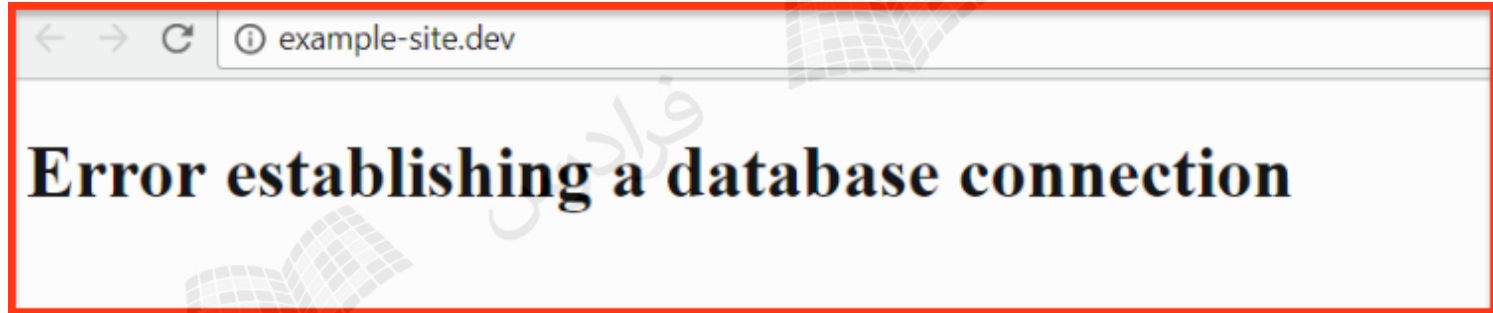 example-site.dev
فرادرس
Error establishing a database connection